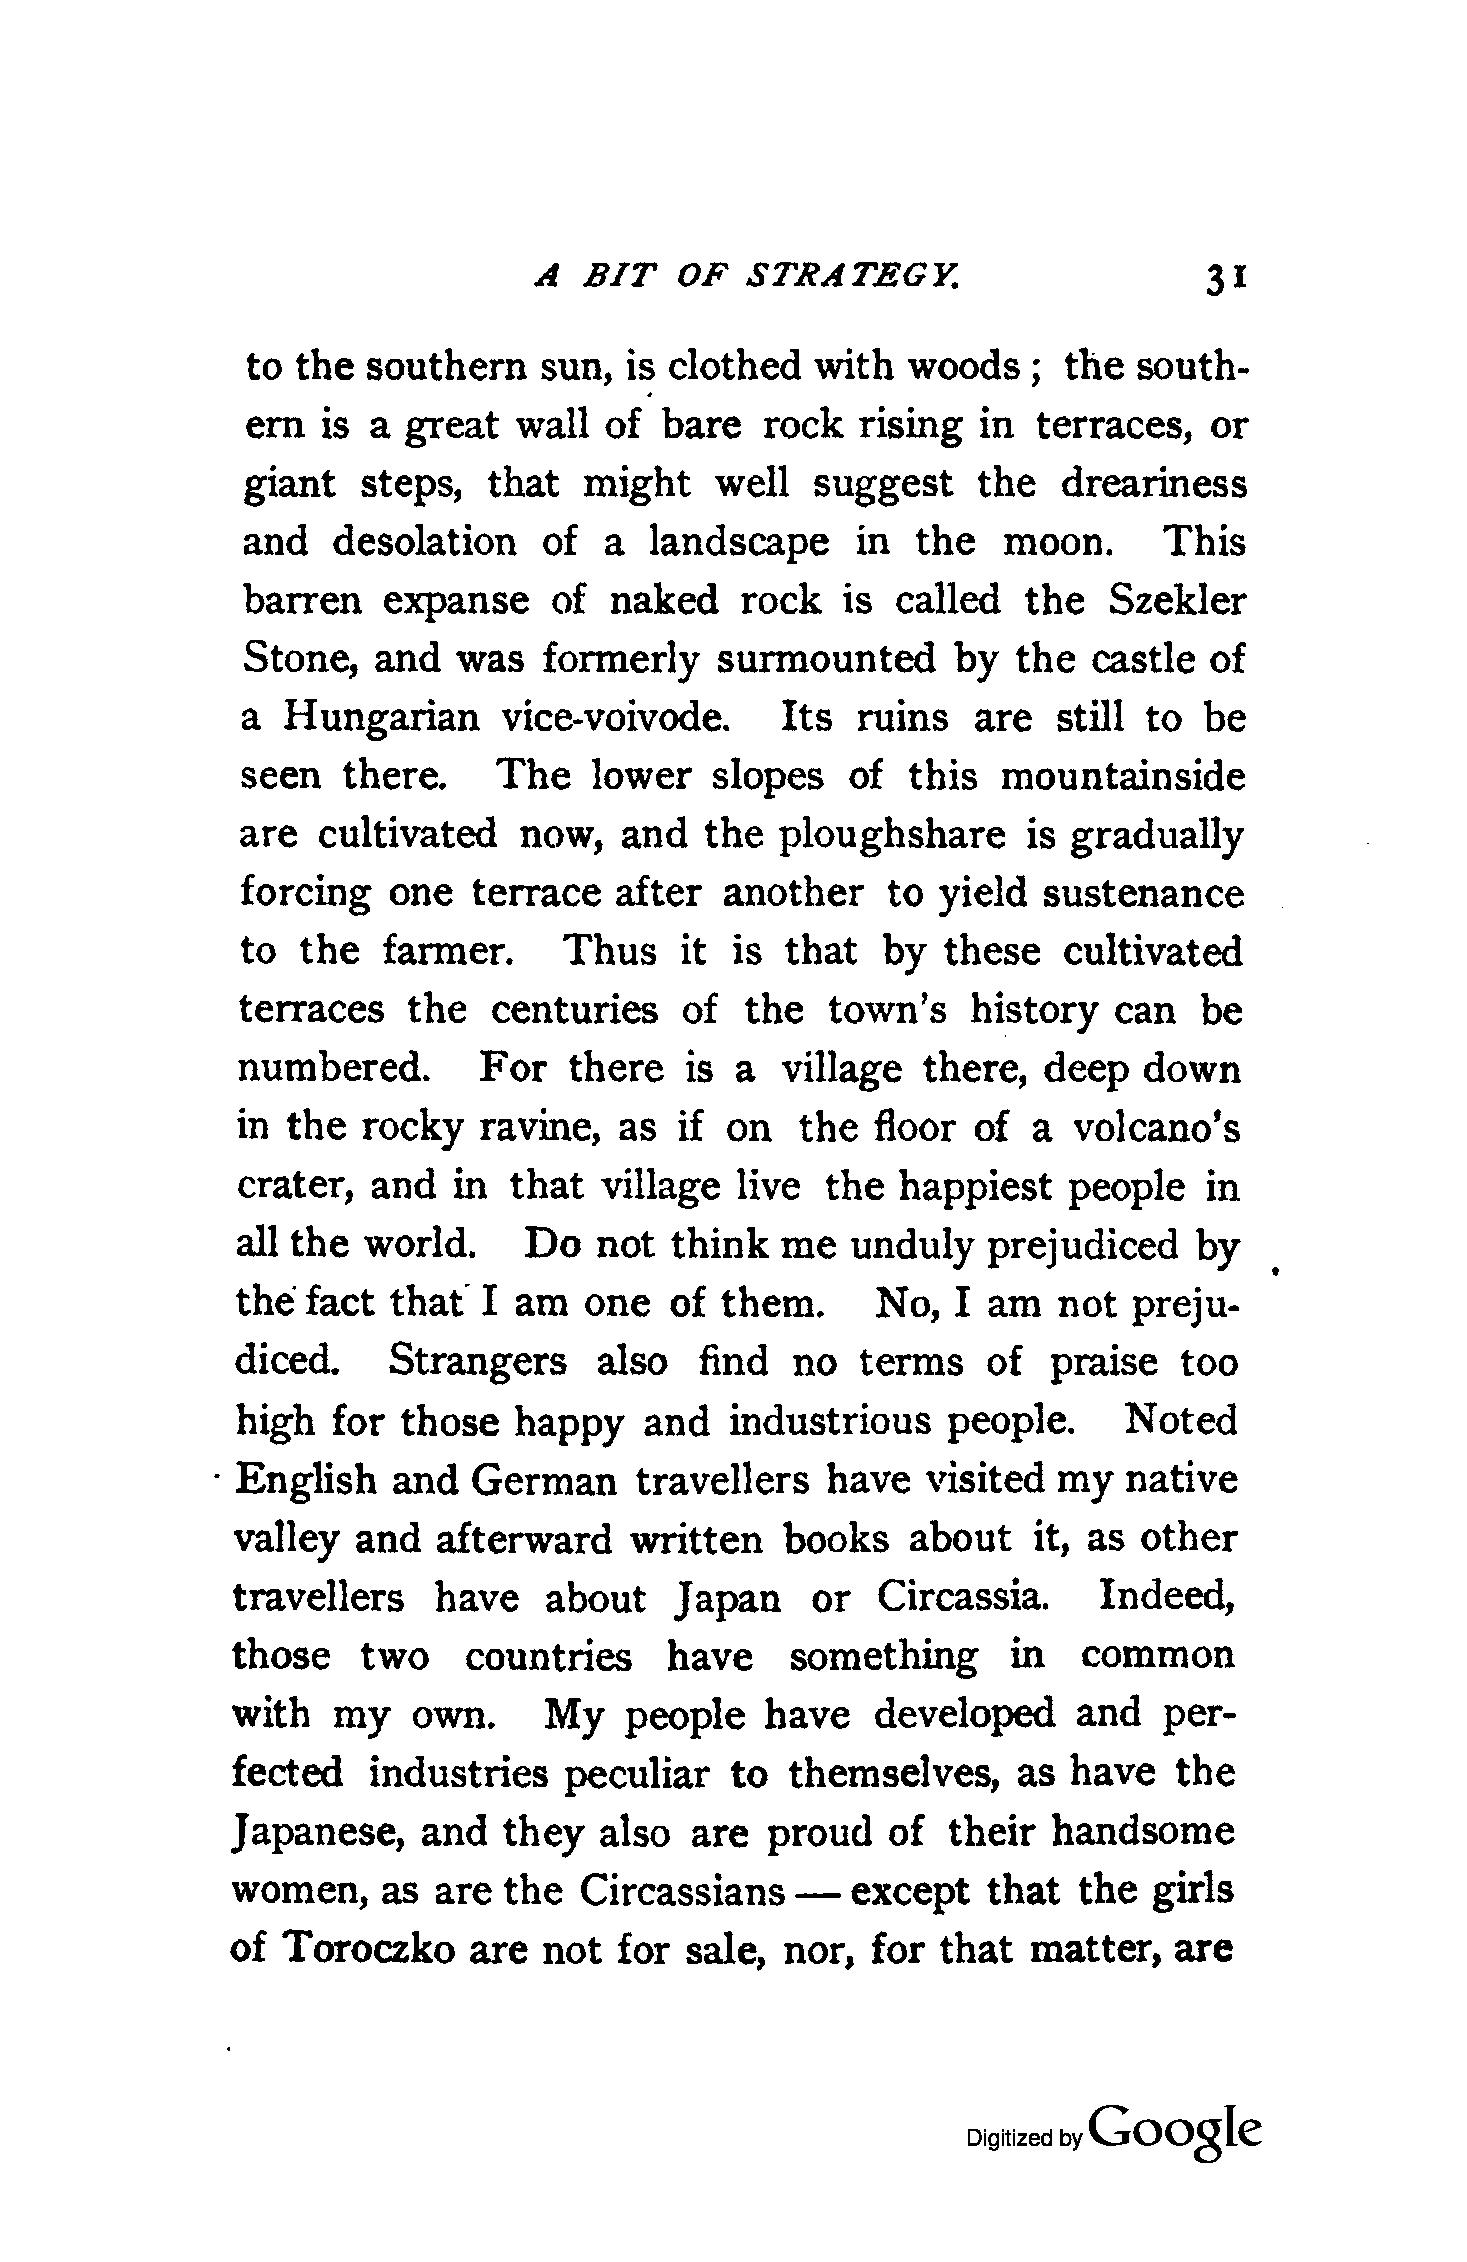 A BIT OF STRATEGY. 31
to the southern sun, is clothed with woods ; the south-
ern is a great wall of bare rock rising in terraces, or
giant steps, that might well suggest the dreariness
and desolation of a landscape in the moon. This
barren expanse of naked rock is called the Szekler
Stone, and was formerly surmounted by the castle of
a Hungarian vice-voivode. Its ruins are still to be
seen there. The lower slopes of this mountainside
are cultivated now, and the ploughshare is gradually
forcing one terrace after another to yield sustenance
to the farmer. Thus it is that by these cultivated
terraces the centuries of the town's history can be
numbered. For there is a village there, deep down
in the rocky ravine, as if on the floor of a volcano's
crater, and in that village live the happiest people in
all the world. Do not think me unduly prejudiced by
the fact that I am one of them. No, I am not preju-
diced. Strangers also find no terms of praise too
high for those happy and industrious people. Noted
English and German travellers have visited my native
valley and afterward written books about it, as other
travellers have about Japan or Circassia. Indeed,
those two countries have something in common
with my own. My people have developed and per-
fected industries peculiar to themselves, as have the
Japanese, and they also are proud of their handsome
women, as are the Circassians — except that the girls
of Toroczko are not for sale, nor, for that matter, are
Digitized by Google